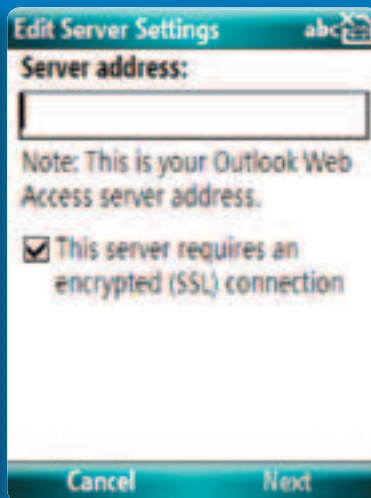 Edit Server Settings abc
Server address:
Note: This is your Outlook Web
Access server address.
This server requires an
encrypted (SSL) connection
Cancel Next